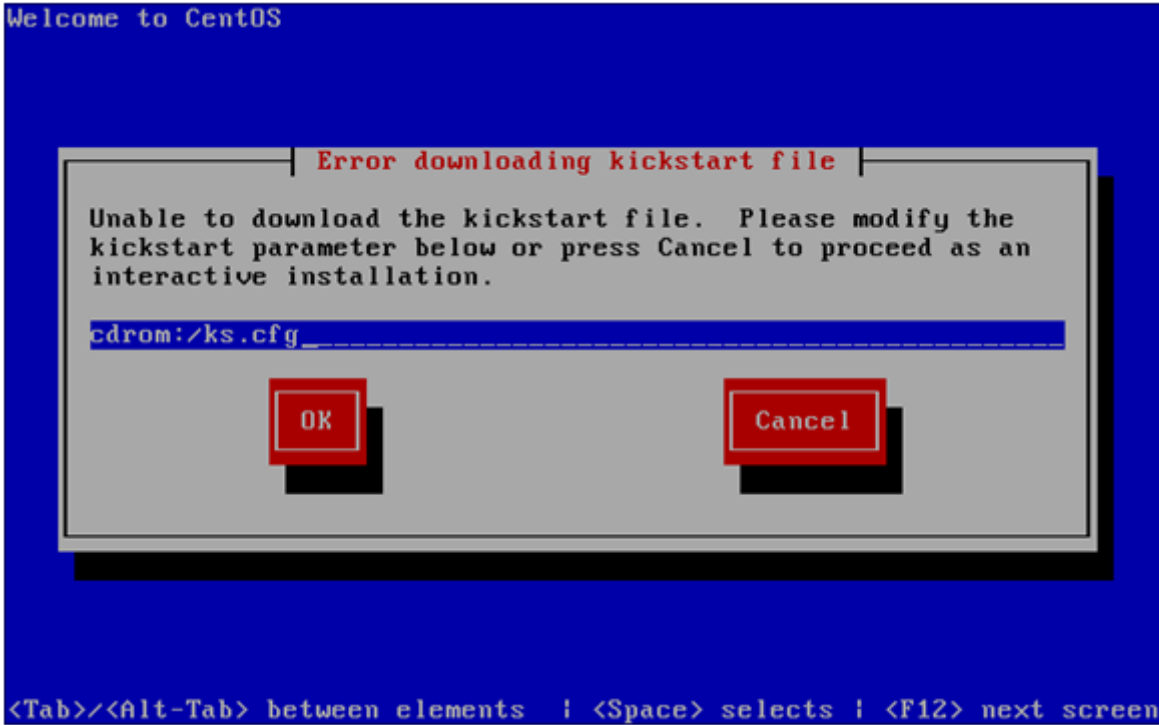 Welcome to CentOS
Error downloading kickstart file
Unable to download the kickstart file.  Please modify the
kickstart parameter below or press Cancel to proceed as an
interactive installation.
cdrom:/ks.cfg_______________________________________________
OK Cancel
<Tab>/<Alt-Tab> between elements  | <Space> selects | <F12> next screen